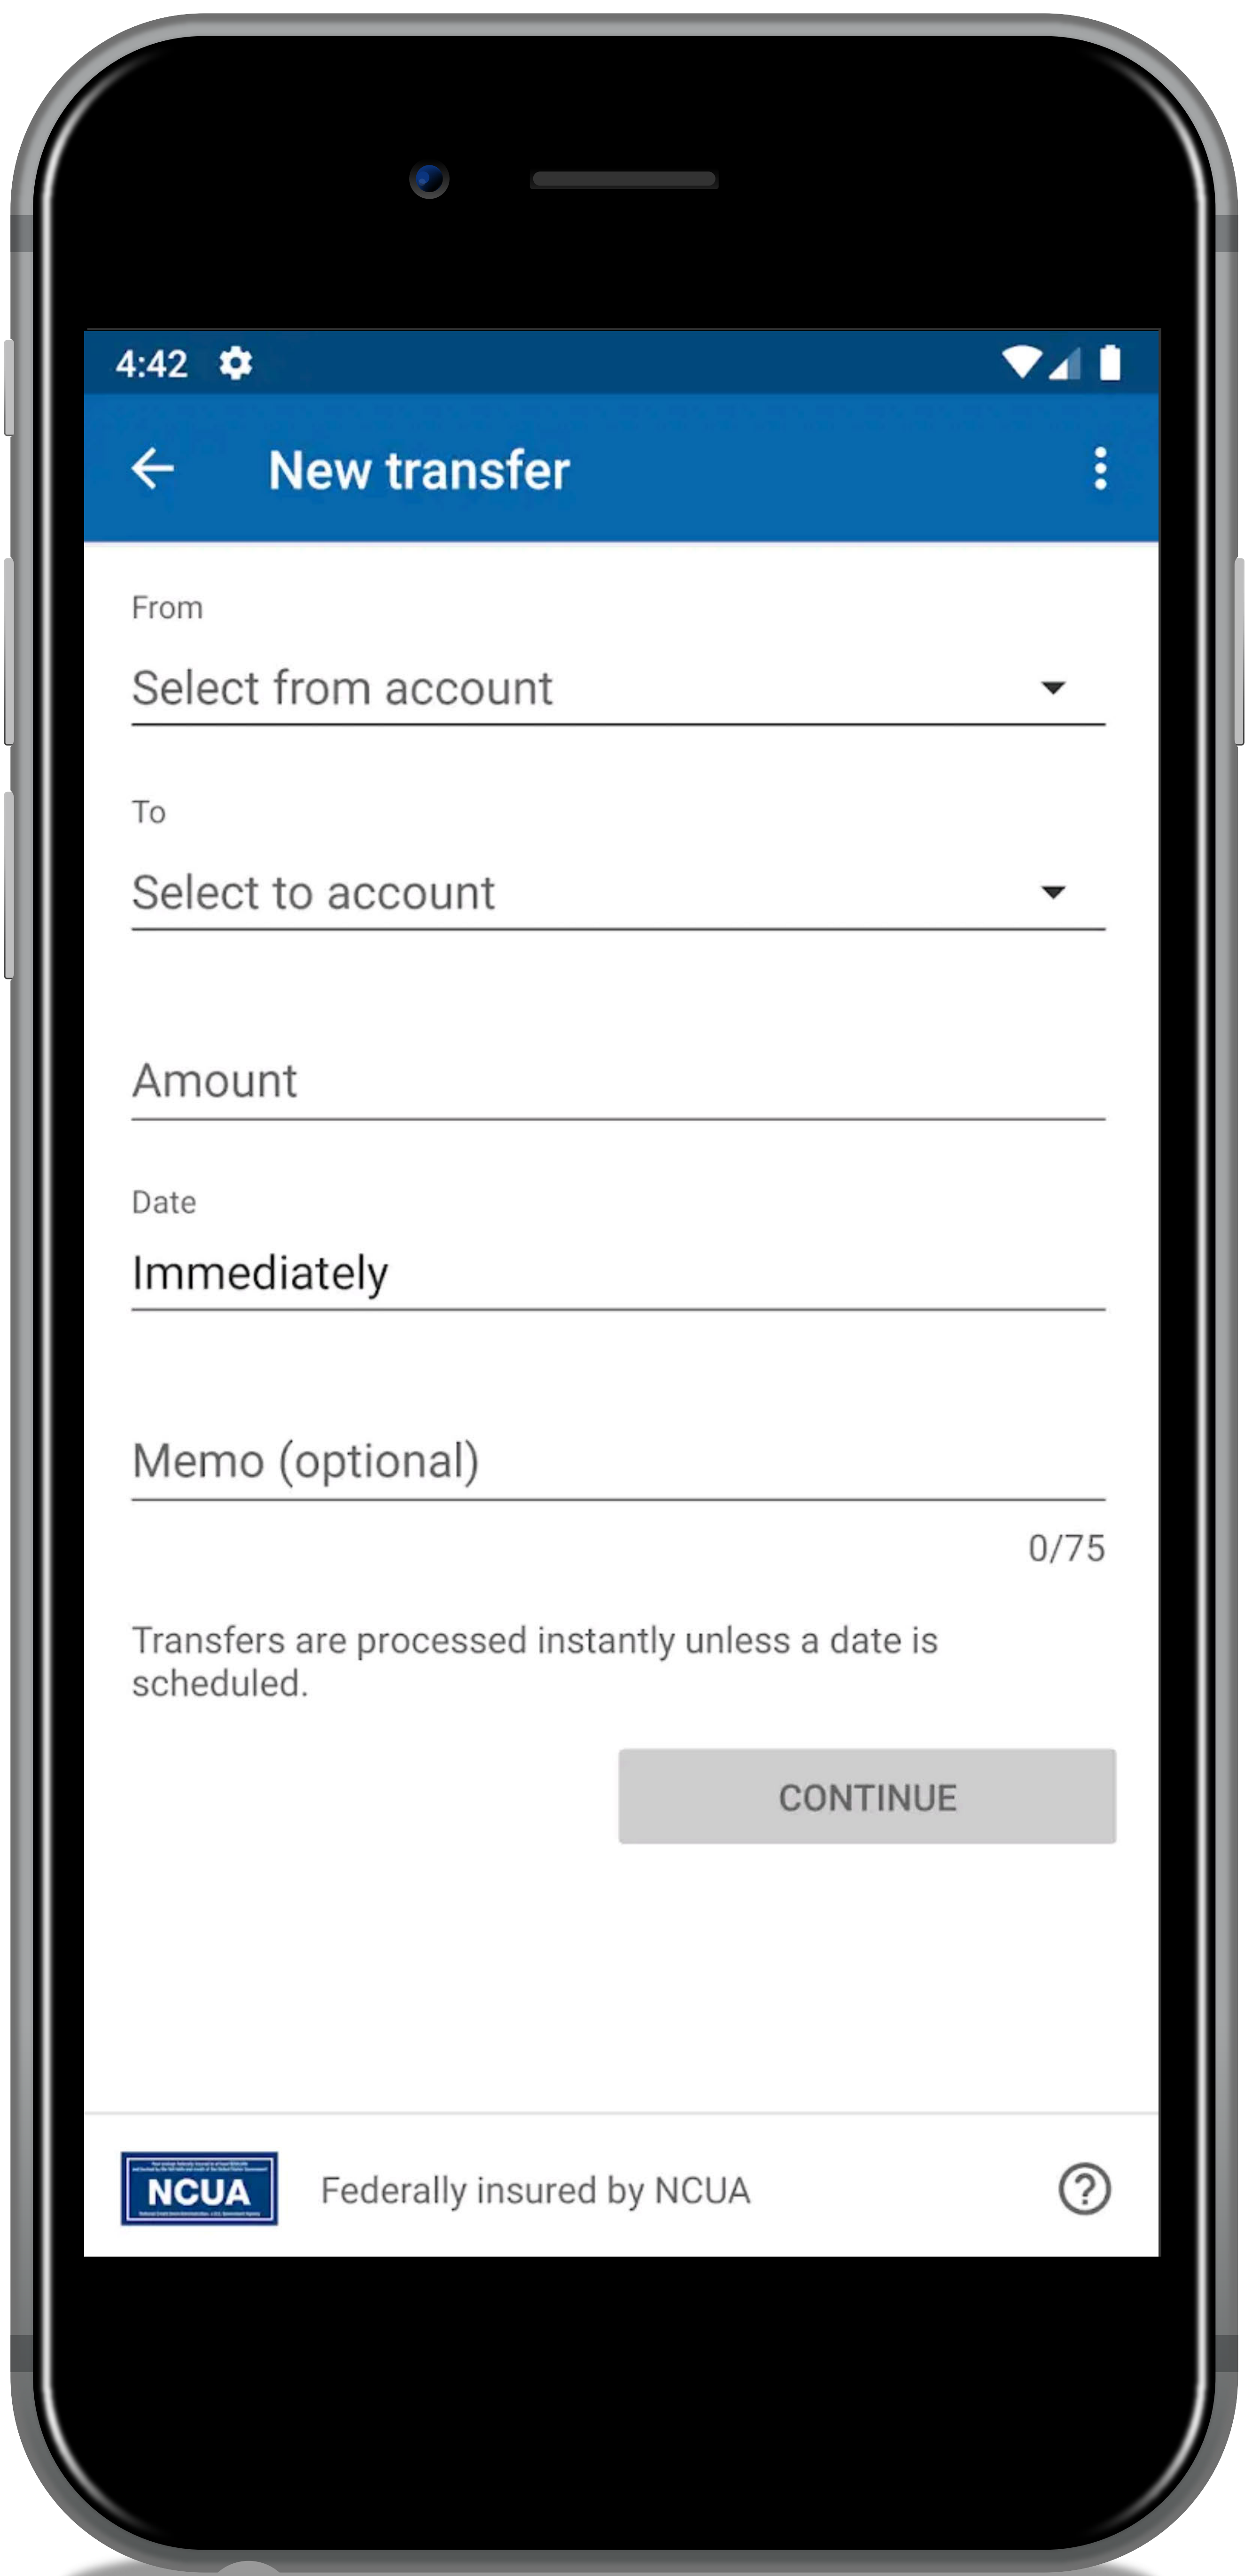 4:42
New transfer
From
Select from account
To
Select to account
Amount
Date
Immediately
Memo (optional)
0/75
Transfers are processed instantly unless a date is
scheduled.
CONTINUE
NCUA
Federally insured by NCUA